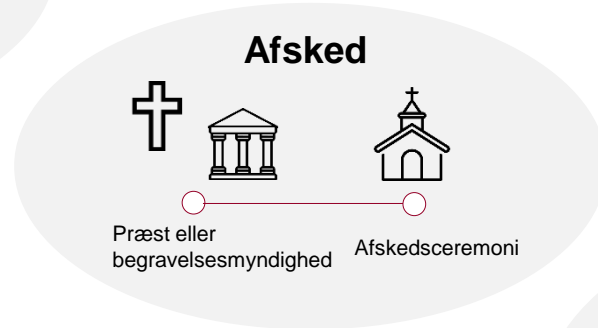 Afsked
Præst eller
begravelsesmyndighed
Afskedsceremoni